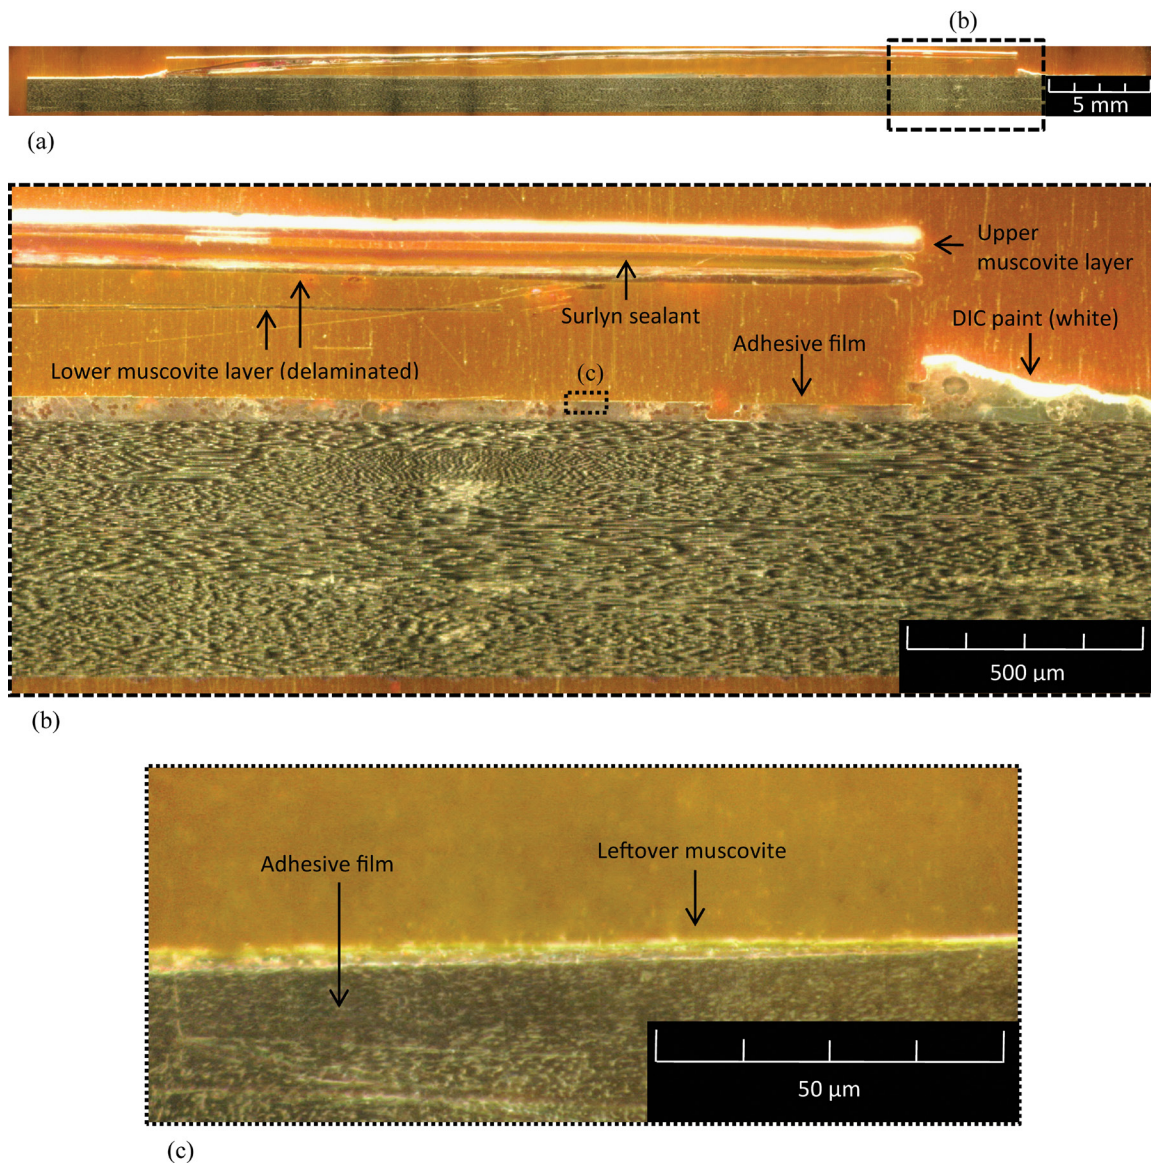 (b)
5 mm
(a)
Upper
muscovite layer
Surlyn sealant
DIC paint (white)
Adhesive film
Lower muscovite layer (delaminated)
(c)
500 µm
(b)
Leftover muscovite
Adhesive film
50 µm
(c)